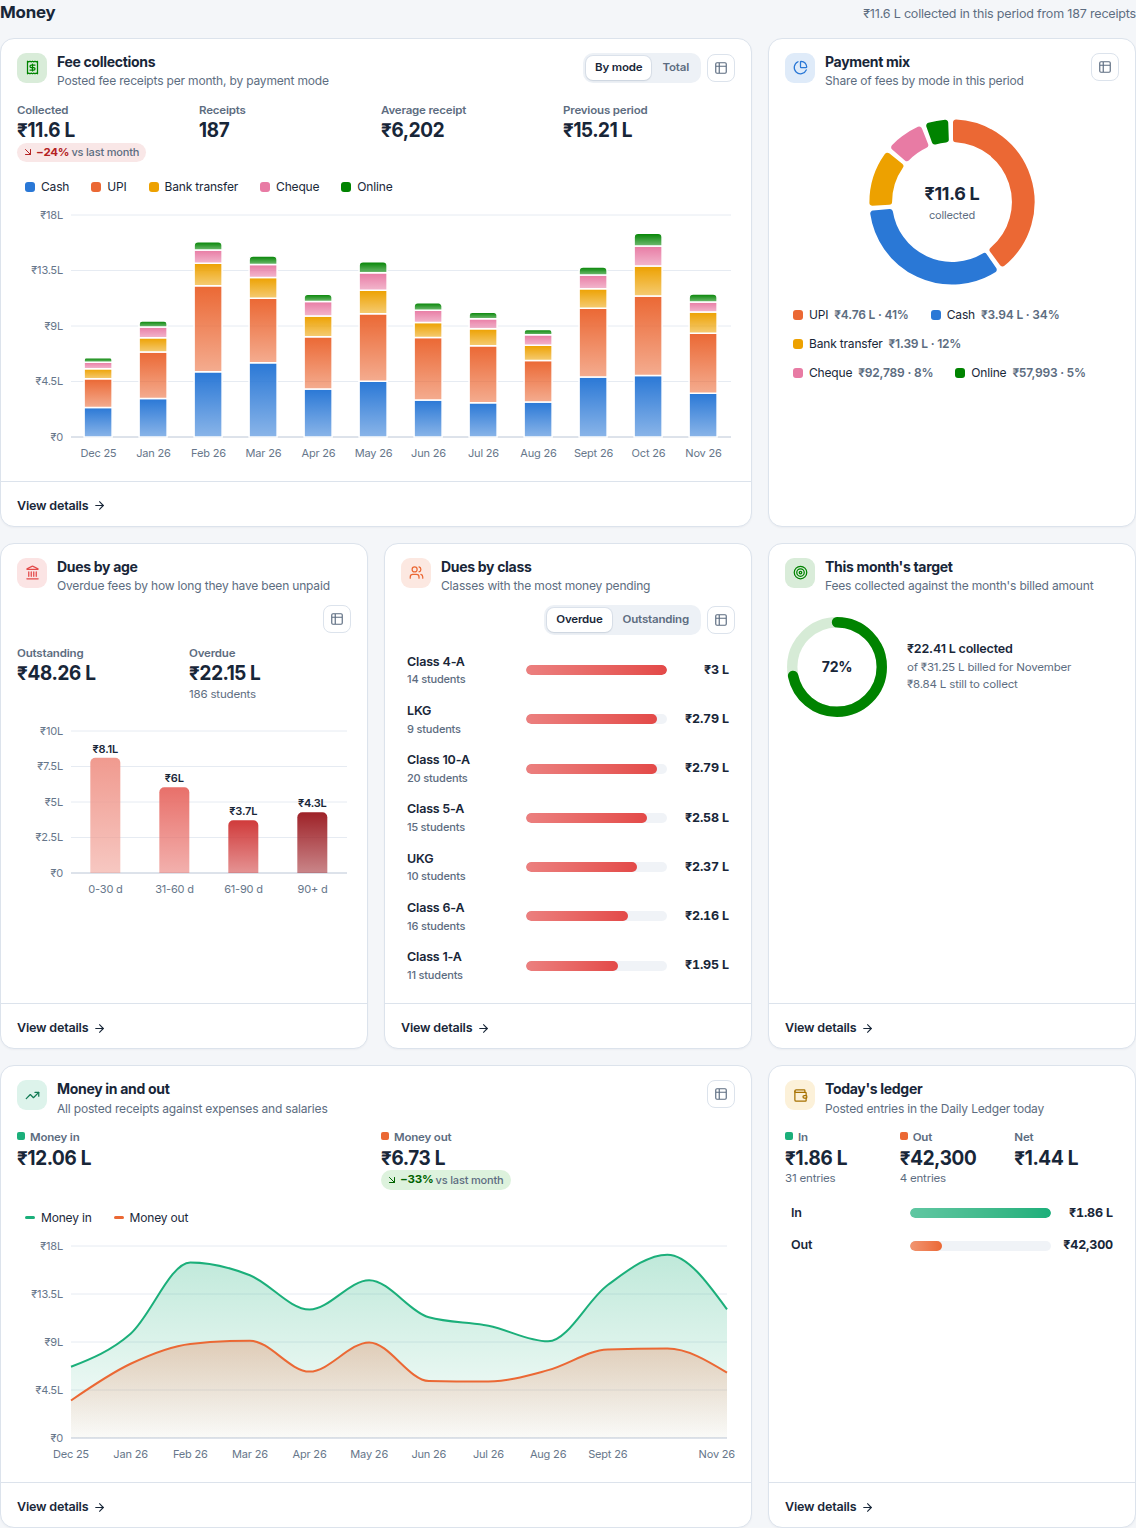 Money
₹11.6 L collected in this period from 187 receipts
Fee collections
Posted fee receipts per month, by payment mode
By mode Total
Collected
₹11.6 L
−24% vs last month
Receipts
187
Average receipt
₹6,202
Previous period
₹15.21 L
Cash UPI Bank transfer Cheque Online
₹18L
₹13.5L
₹9L
₹4.5L
₹0
Dec 25 Jan 26 Feb 26 Mar 26 Apr 26 May 26 Jun 26 Jul 26 Aug 26 Sept 26 Oct 26 Nov 26
View details
Payment mix
Share of fees by mode in this period
₹11.6 L
collected
UPI ₹4.76 L · 41% Cash ₹3.94 L · 34%
Bank transfer ₹1.39 L · 12%
Cheque ₹92,789 · 8% Online ₹57,993 · 5%
Dues by age
Overdue fees by how long they have been unpaid
Outstanding
₹48.26 L
Overdue
₹22.15 L
186 students
₹10L
₹7.5L
₹5L
₹2.5L
₹0
₹8.1L
₹6L
₹3.7L
₹4.3L
0-30 d 31-60 d 61-90 d 90+ d
View details
Dues by class
Classes with the most money pending
Overdue Outstanding
Class 4-A
14 students
₹3 L
LKG
9 students
₹2.79 L
Class 10-A
20 students
₹2.79 L
Class 5-A
15 students
₹2.58 L
UKG
10 students
₹2.37 L
Class 6-A
16 students
₹2.16 L
Class 1-A
11 students
₹1.95 L
View details
This month's target
Fees collected against the month's billed amount
72%
₹22.41 L collected
of ₹31.25 L billed for November
₹8.84 L still to collect
View details
Money in and out
All posted receipts against expenses and salaries
Money in
₹12.06 L
Money out
₹6.73 L
−33% vs last month
Money in Money out
₹18L
₹13.5L
₹9L
₹4.5L
₹0
Dec 25 Jan 26 Feb 26 Mar 26 Apr 26 May 26 Jun 26 Jul 26 Aug 26 Sept 26 Nov 26
View details
Today's ledger
Posted entries in the Daily Ledger today
In
₹1.86 L
31 entries
Out
₹42,300
4 entries
Net
₹1.44 L
In ₹1.86 L
Out ₹42,300
View details